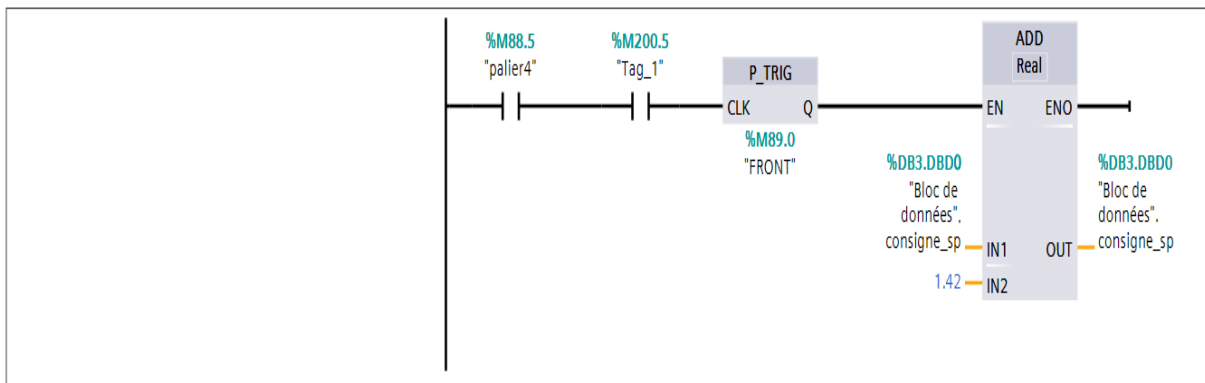 %M88.5
"palier4"
%M200.5
"Tag_1"
P_TRIG
CLK Q
%M89.0
"FRONT"
ADD
Real
EN ENO
%DB3.DBD0
"Bloc de
données".
consigne_sp
IN1
1.42
IN2
OUT
%DB3.DBD0
"Bloc de
données".
consigne_sp